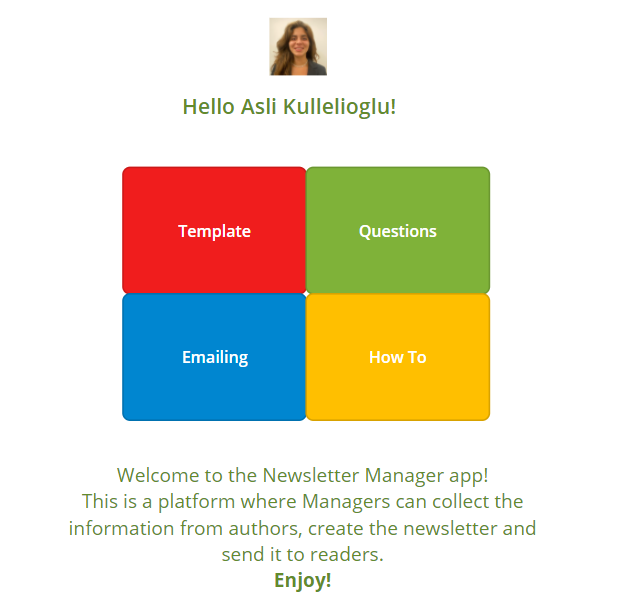 Hello Asli Kullelioglu!
Template
Questions
Emailing
How To
Welcome to the Newsletter Manager app!
This is a platform where Managers can collect the
information from authors, create the newsletter and
send it to readers.
Enjoy!